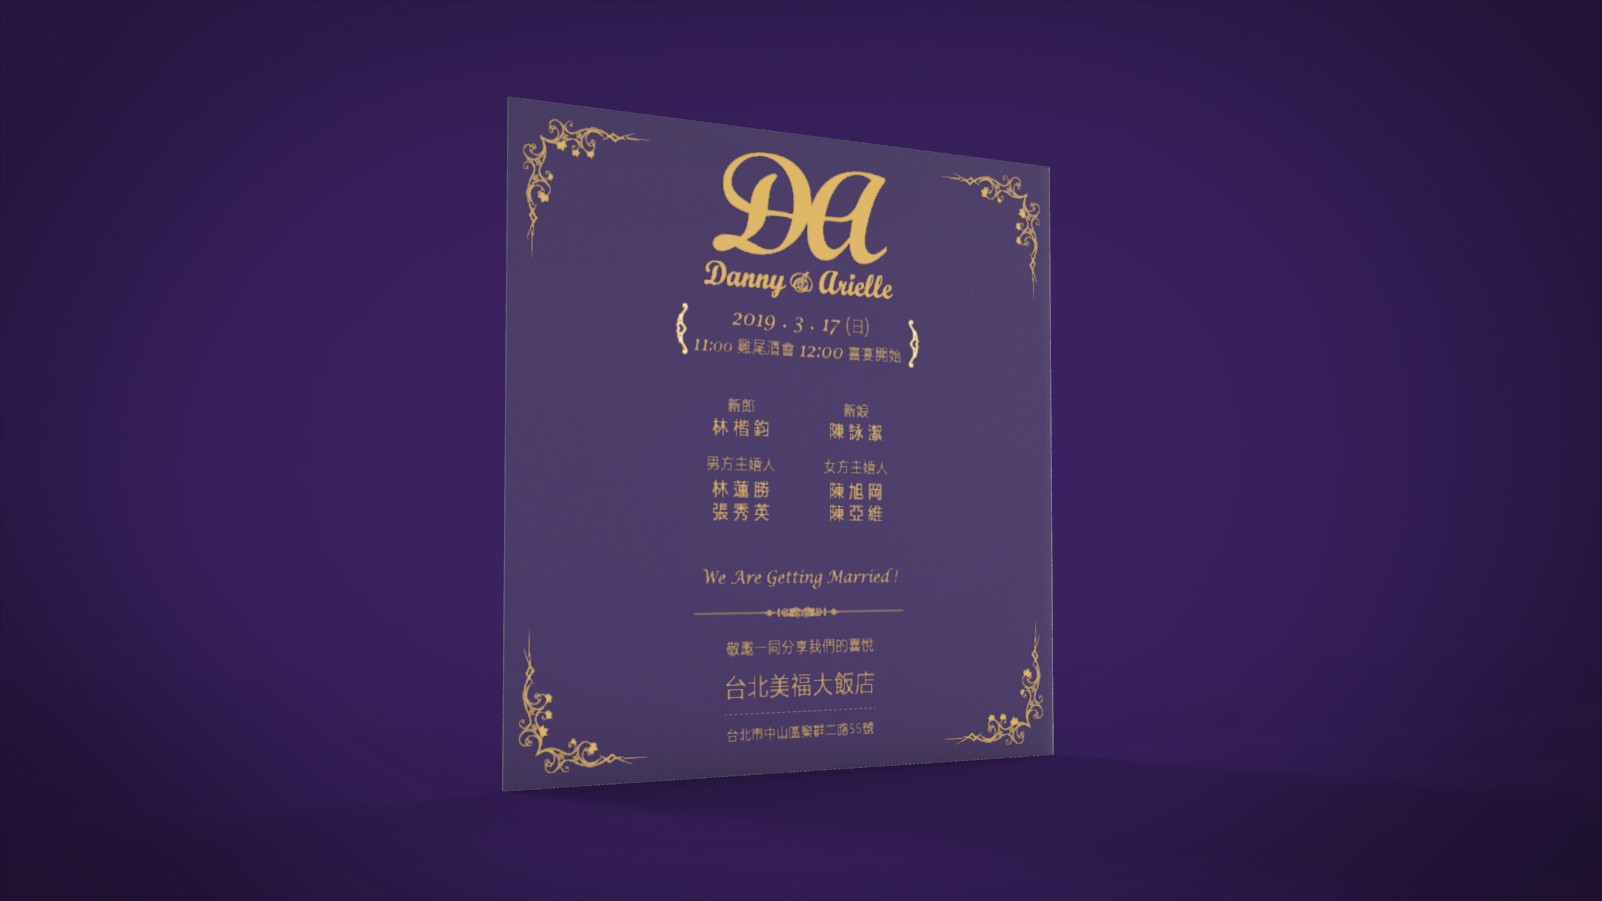 DA
Danny & Arielle
2019 . 3 . 17 (日)
11:00 雞尾酒會 12:00 喜宴開始
新郎 新娘
林楷鈞 陳詠潔
男方主婚人 女方主婚人
林蓮勝 陳旭岡
張秀英 陳亞維
We Are Getting Married !
敬邀一同分享我們的喜悅
台北美福大飯店
台北市中山區樂群二路55號